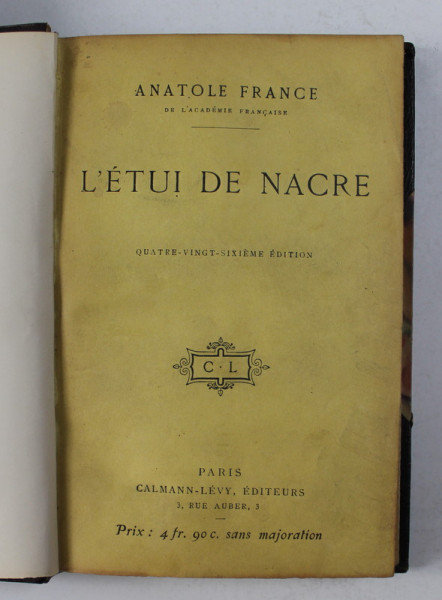 ANATOLE FRANCE
DE L'ACADÉMIE FRANÇAISE
L'ÉTUI DE NACRE
QUATRE-VINGT-SIXIÈME ÉDITION
C · L
PARIS
CALMANN-LÉVY, ÉDITEURS
3, RUE AUBER, 3
Prix : 4 fr. 90 c. sans majoration